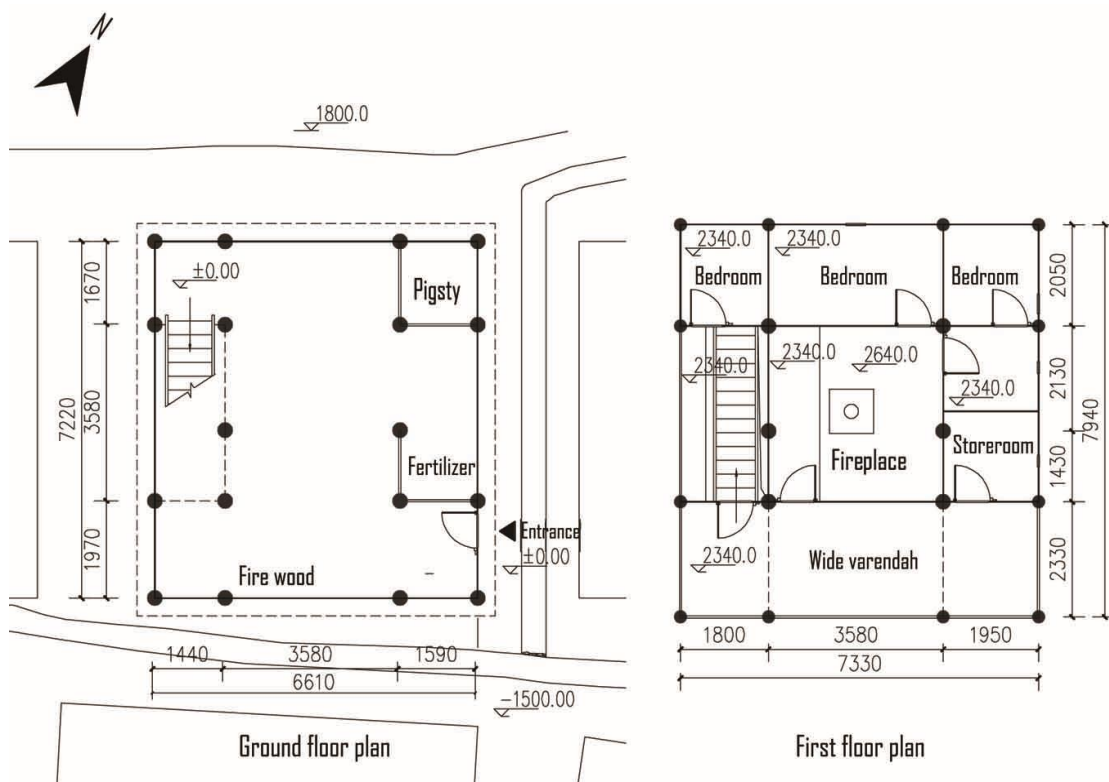 N
1800.0
±0.00
Pigsty
Fertilizer
Entrance
±0.00
Fire wood
1670
3580
1970
7220
1440
3580
1590
6610
-1500.00
Ground floor plan
2340.0
2340.0
Bedroom
Bedroom
Bedroom
2340.0
2340.0
2640.0
2340.0
Storeroom
Fireplace
2340.0
Wide varendah
2050
2130
1430
2330
7940
1800
3580
1950
7330
First floor plan